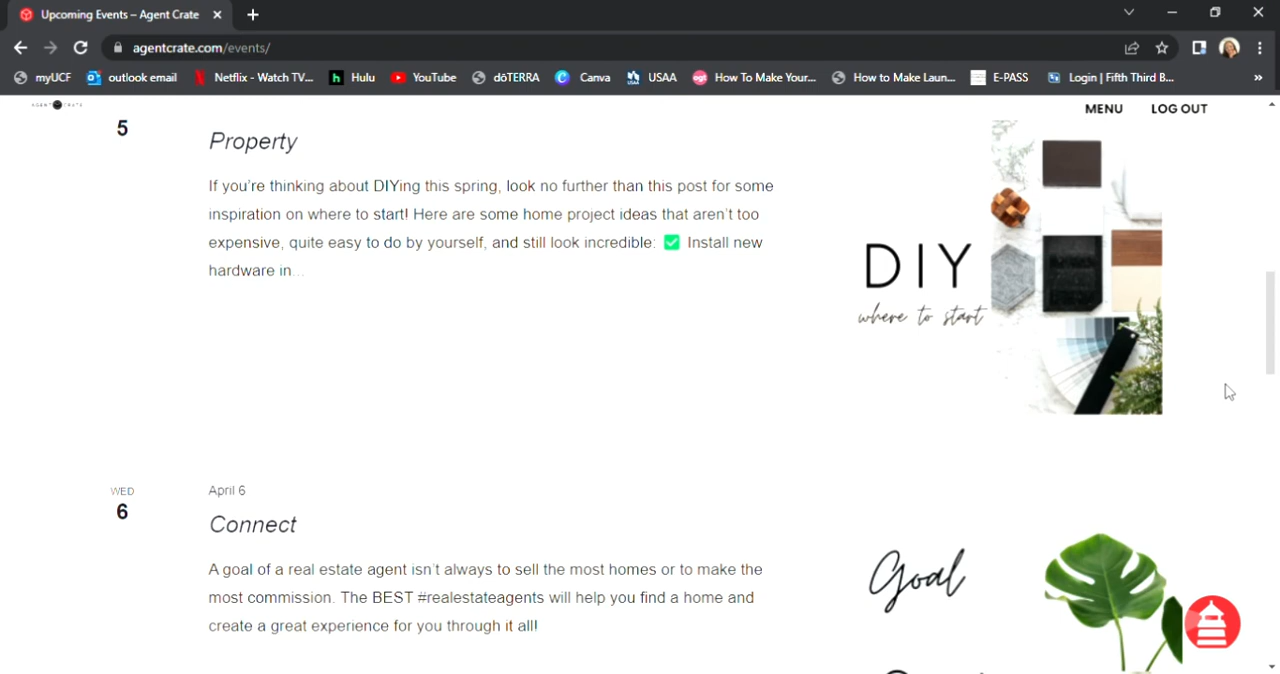 Upcoming Events – Agent Crate
agentcrate.com/events/
myUCF
outlook email
Netflix - Watch TV...
Hulu
YouTube
dōTERRA
Canva
USAA
How To Make Your...
How to Make Laun...
E-PASS
Login | Fifth Third B...
»
AGENT CRATE
MENU
LOG OUT
5
Property
If you're thinking about DIYing this spring, look no further than this post for some
inspiration on where to start! Here are some home project ideas that aren't too
expensive, quite easy to do by yourself, and still look incredible: ✅ Install new
hardware in...
DIY
where to start
WED
6
April 6
Connect
A goal of a real estate agent isn't always to sell the most homes or to make the
most commission. The BEST #realestateagents will help you find a home and
create a great experience for you through it all!
Goal